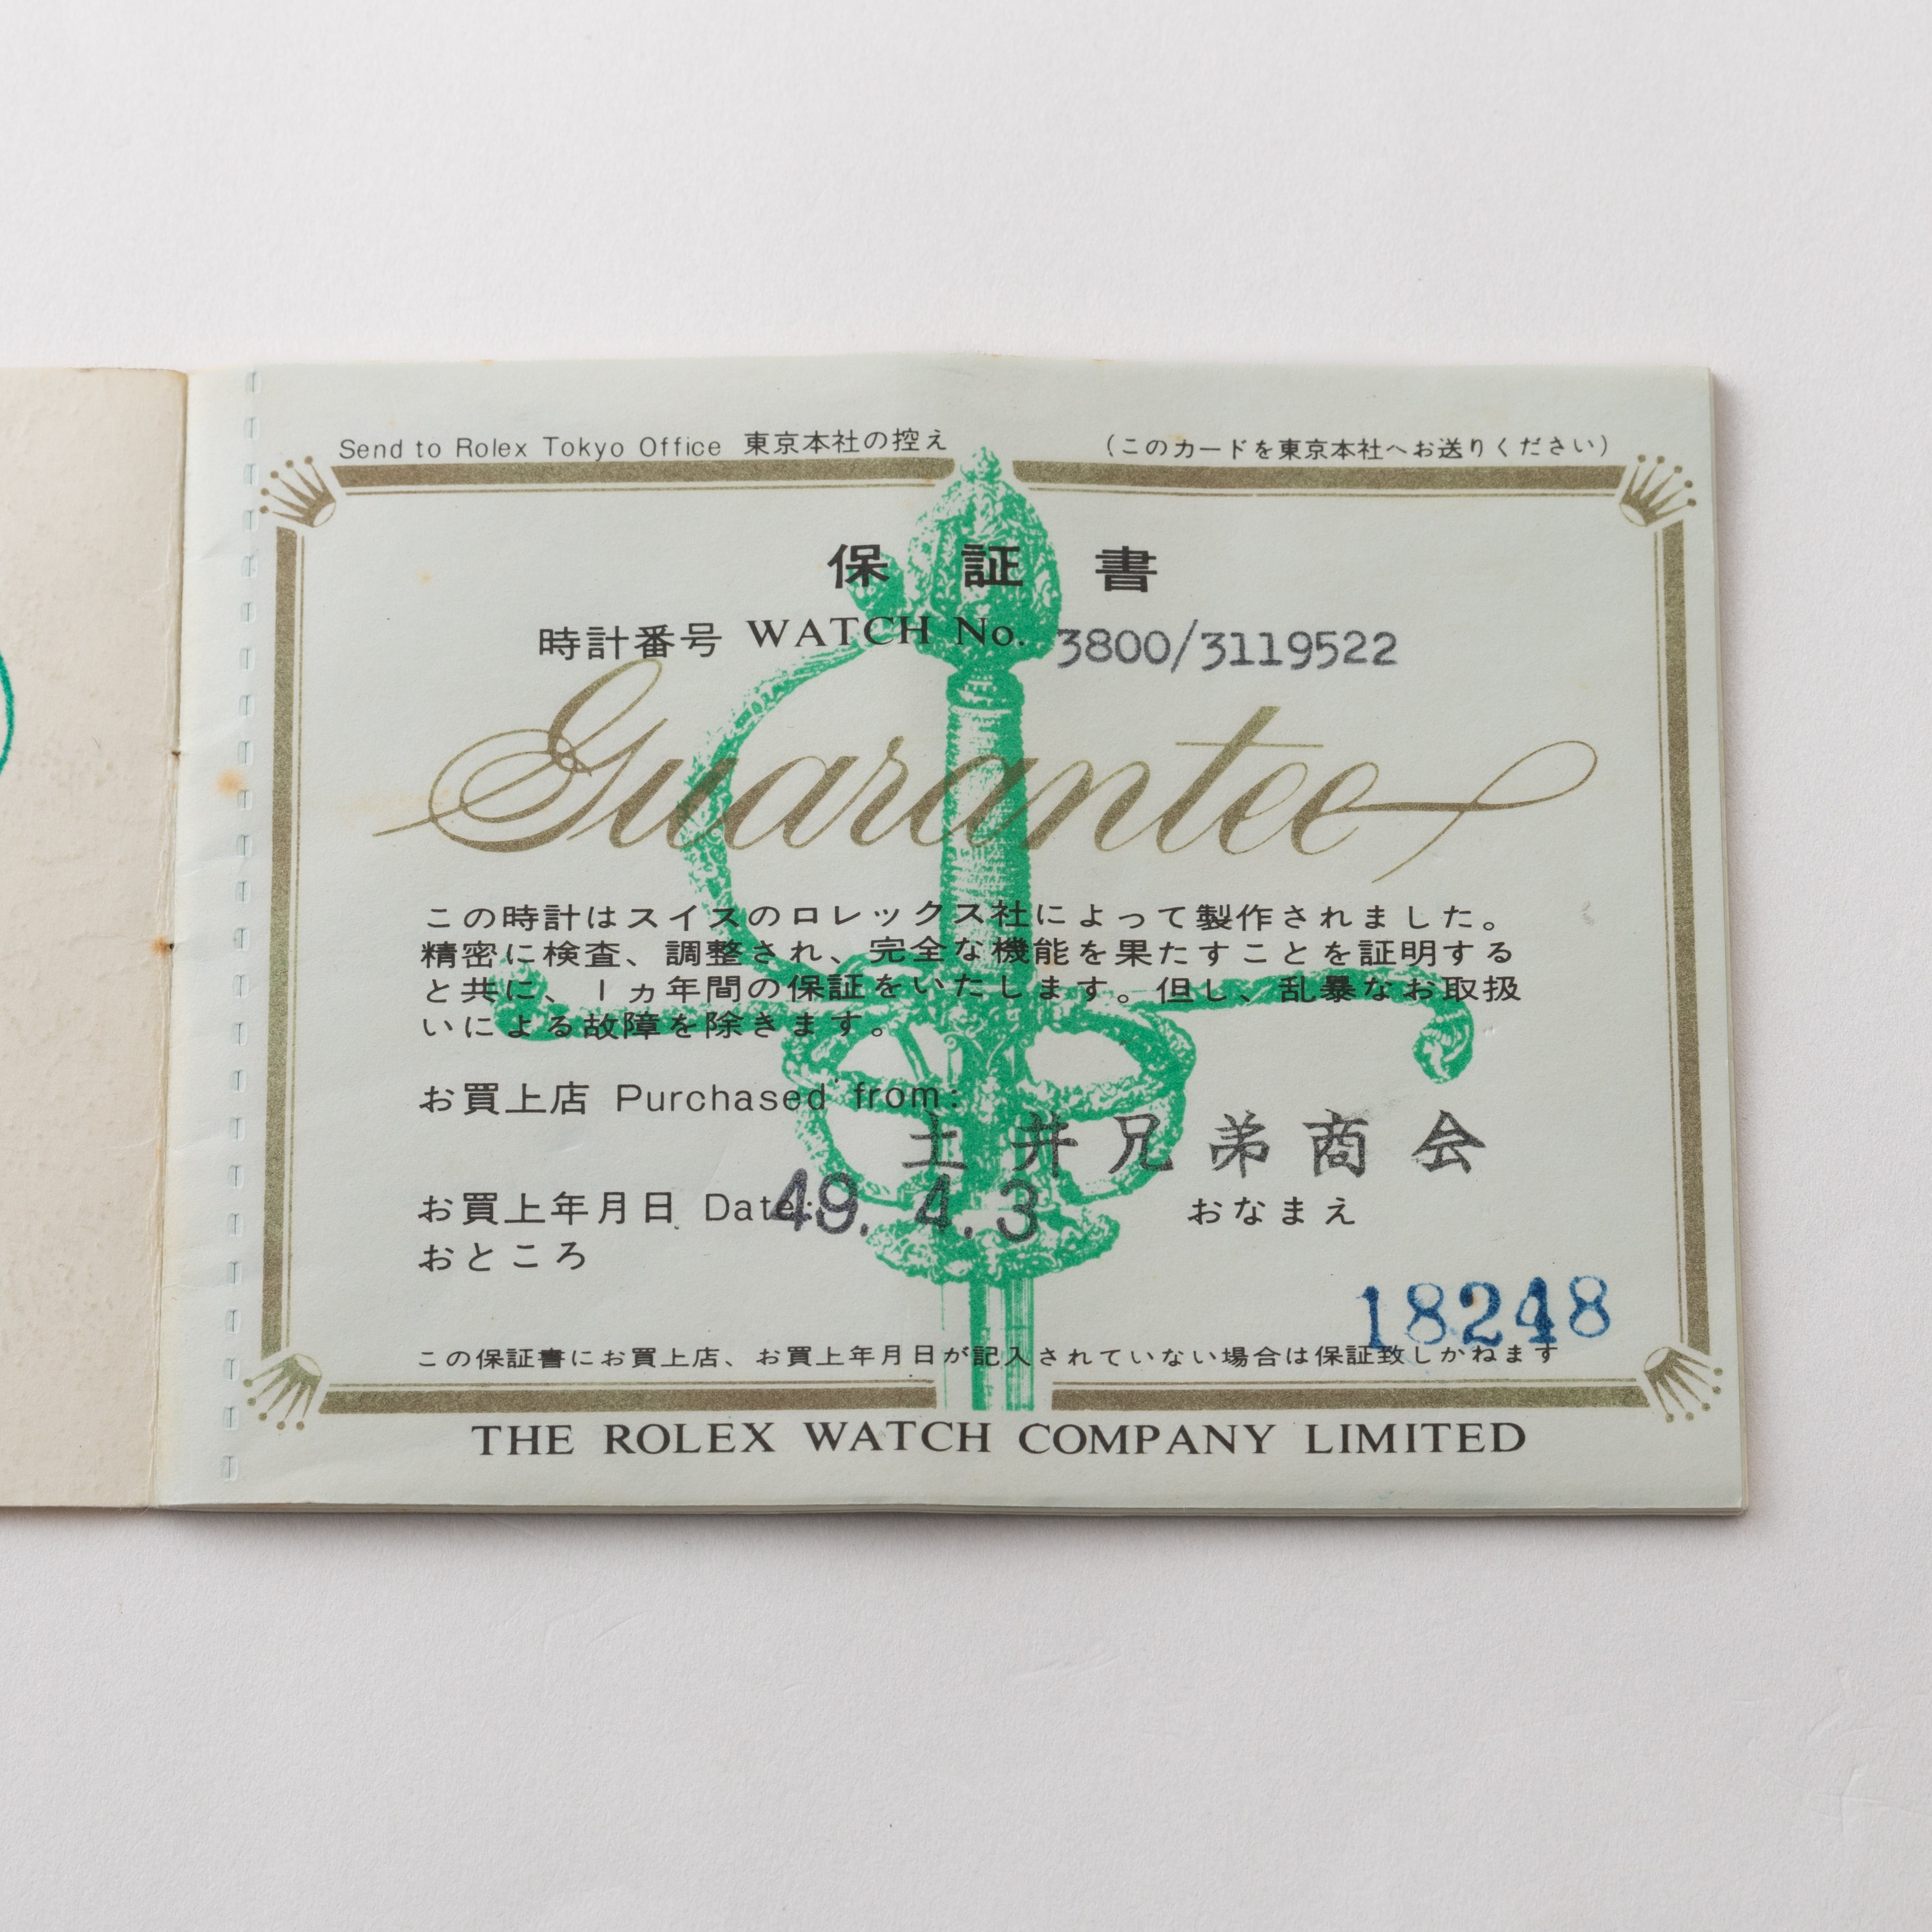 Send to Rolex Tokyo Office 東京本社の控え (このカードを東京本社へお送りください)
保証書
時計番号 WATCH No. 3800/3119522
Guarantee
この時計はスイスのロレックス社によって製作されました。
精密に検査、調整され、完全な機能を果たすことを証明する
と共に、1ヵ年間の保証をいたします。但し、乱暴なお取扱
いによる故障を除きます。
お買上店 Purchased from:
土井兄弟商会
お買上年月日 Date: 49. 4. 3 おなまえ
おところ
18248
この保証書にお買上店、お買上年月日が記入されていない場合は保証致しかねます
THE ROLEX WATCH COMPANY LIMITED